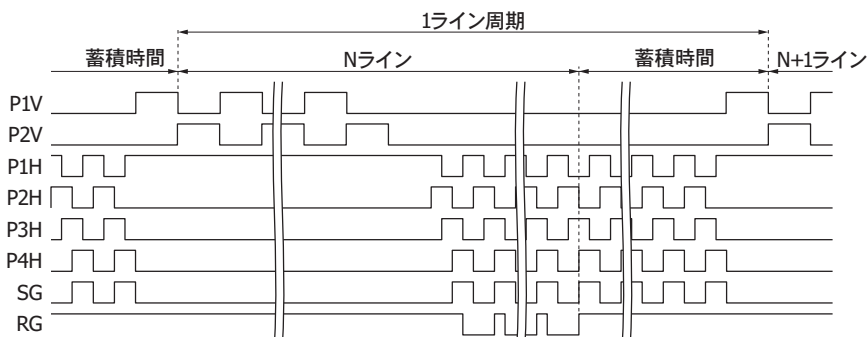 1ライン周期
蓄積時間 Nライン 蓄積時間 N+1ライン
P1V
P2V
P1H
P2H
P3H
P4H
SG
RG